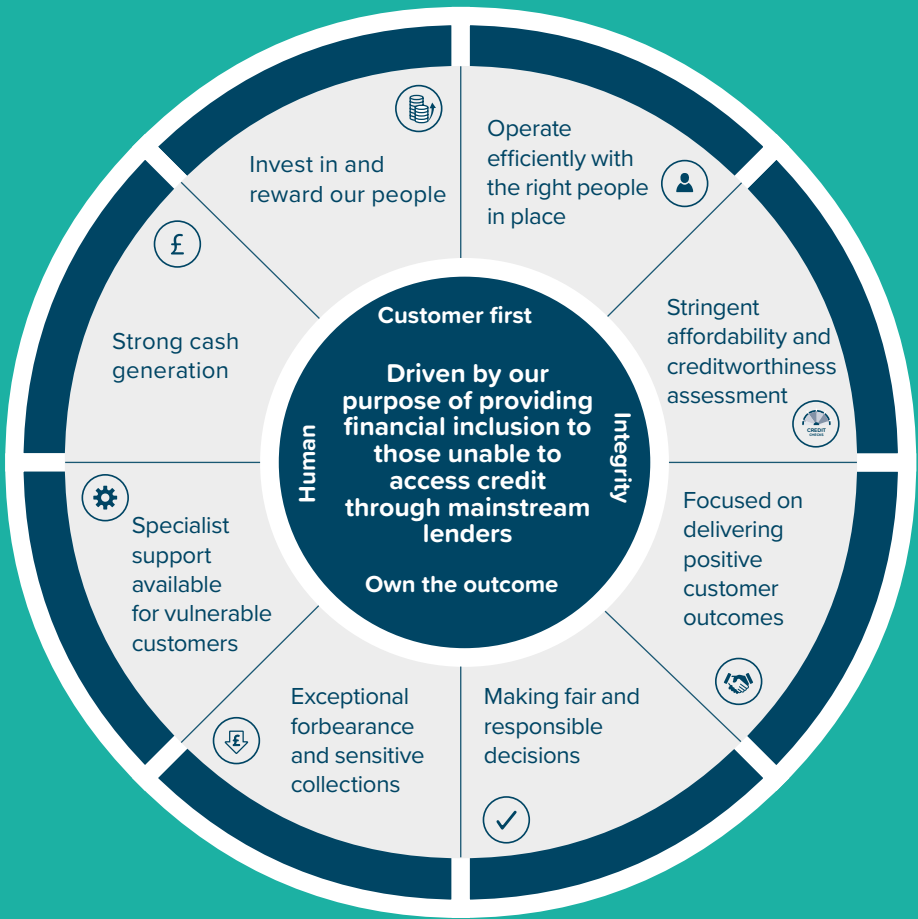 Invest in and
reward our people
Operate
efficiently with
the right people
in place
Stringent
affordability and
creditworthiness
assessment
CREDIT
CHECKS
Focused on
delivering
positive
customer
outcomes
Making fair and
responsible
decisions
Exceptional
forbearance
and sensitive
collections
£
Specialist
support
available
for vulnerable
customers
Strong cash
generation
£
Customer first
Human
Driven by our
purpose of providing
financial inclusion to
those unable to
access credit
through mainstream
lenders
Integrity
Own the outcome